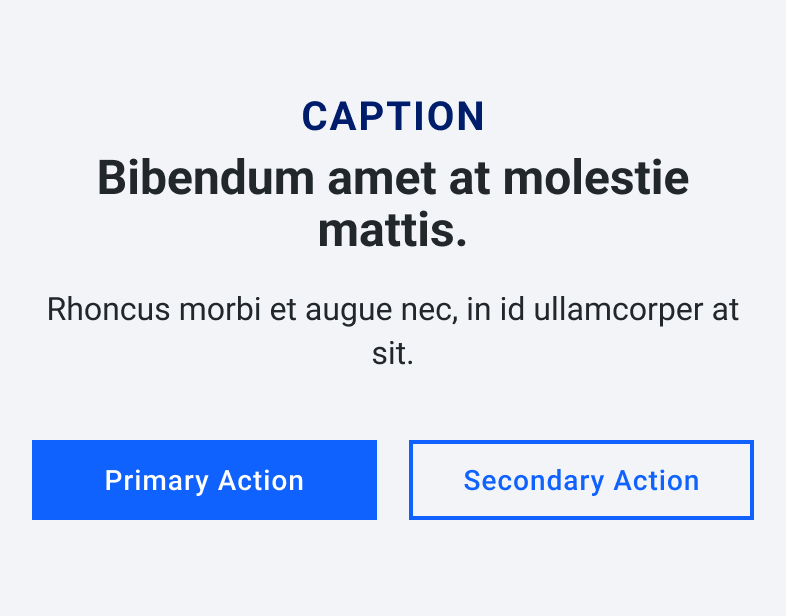 CAPTION
Bibendum amet at molestie
mattis.
Rhoncus morbi et augue nec, in id ullamcorper at
sit.
Primary Action
Secondary Action